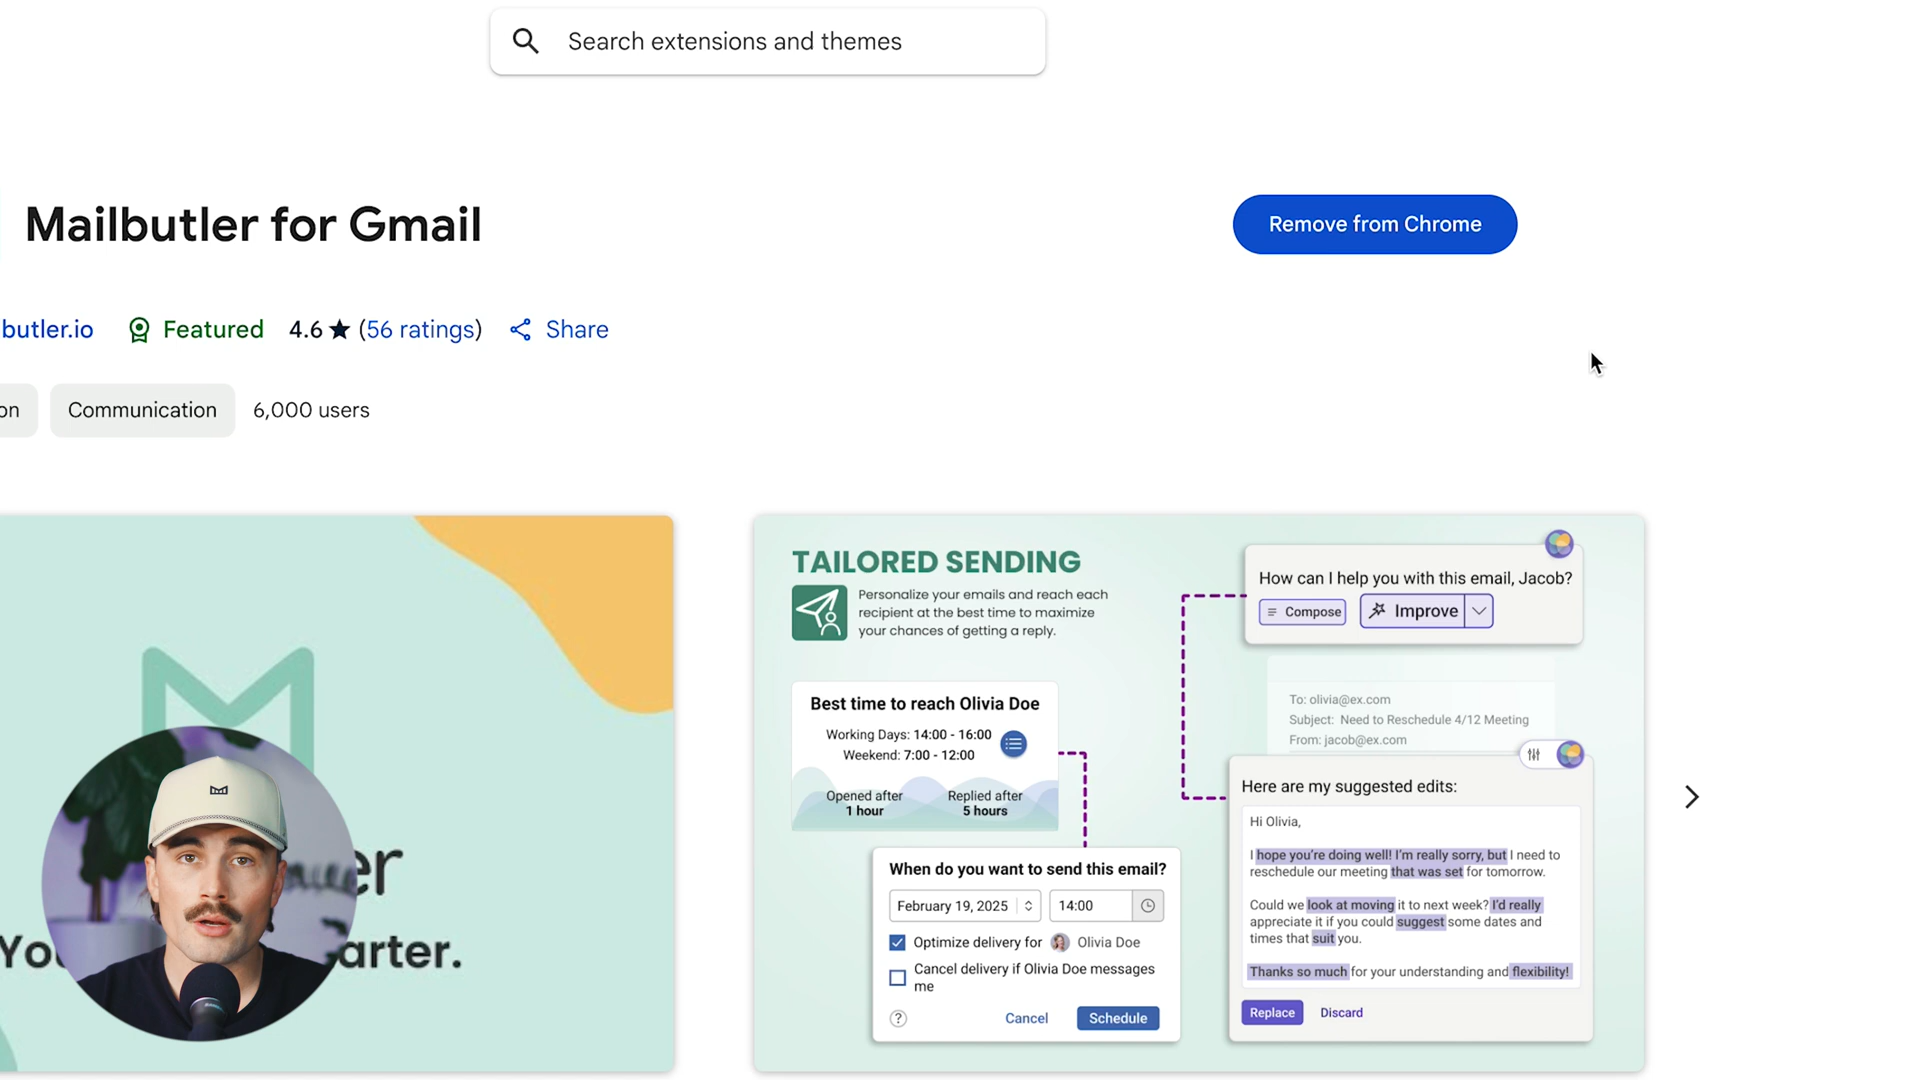 Search extensions and themes
Mailbutler for Gmail
Remove from Chrome
butler.io
Featured
4.6 ★ (56 ratings)
Share
on
Communication
6,000 users
er
You
arter.
TAILORED SENDING
Personalize your emails and reach each
recipient at the best time to maximize
your chances of getting a reply.
Best time to reach Olivia Doe
Working Days: 14:00 - 16:00
Weekend: 7:00 - 12:00
Opened after
1 hour
Replied after
5 hours
When do you want to send this email?
February 19, 2025
14:00
Optimize delivery for Olivia Doe
Cancel delivery if Olivia Doe messages
me
?
Cancel
Schedule
How can I help you with this email, Jacob?
Compose
Improve
To: olivia@ex.com
Subject: Need to Reschedule 4/12 Meeting
From: jacob@ex.com
Here are my suggested edits:
Hi Olivia,
I hope you're doing well! I'm really sorry, but I need to
reschedule our meeting that was set for tomorrow.
Could we look at moving it to next week? I'd really
appreciate it if you could suggest some dates and
times that suit you.
Thanks so much for your understanding and flexibility!
Replace
Discard